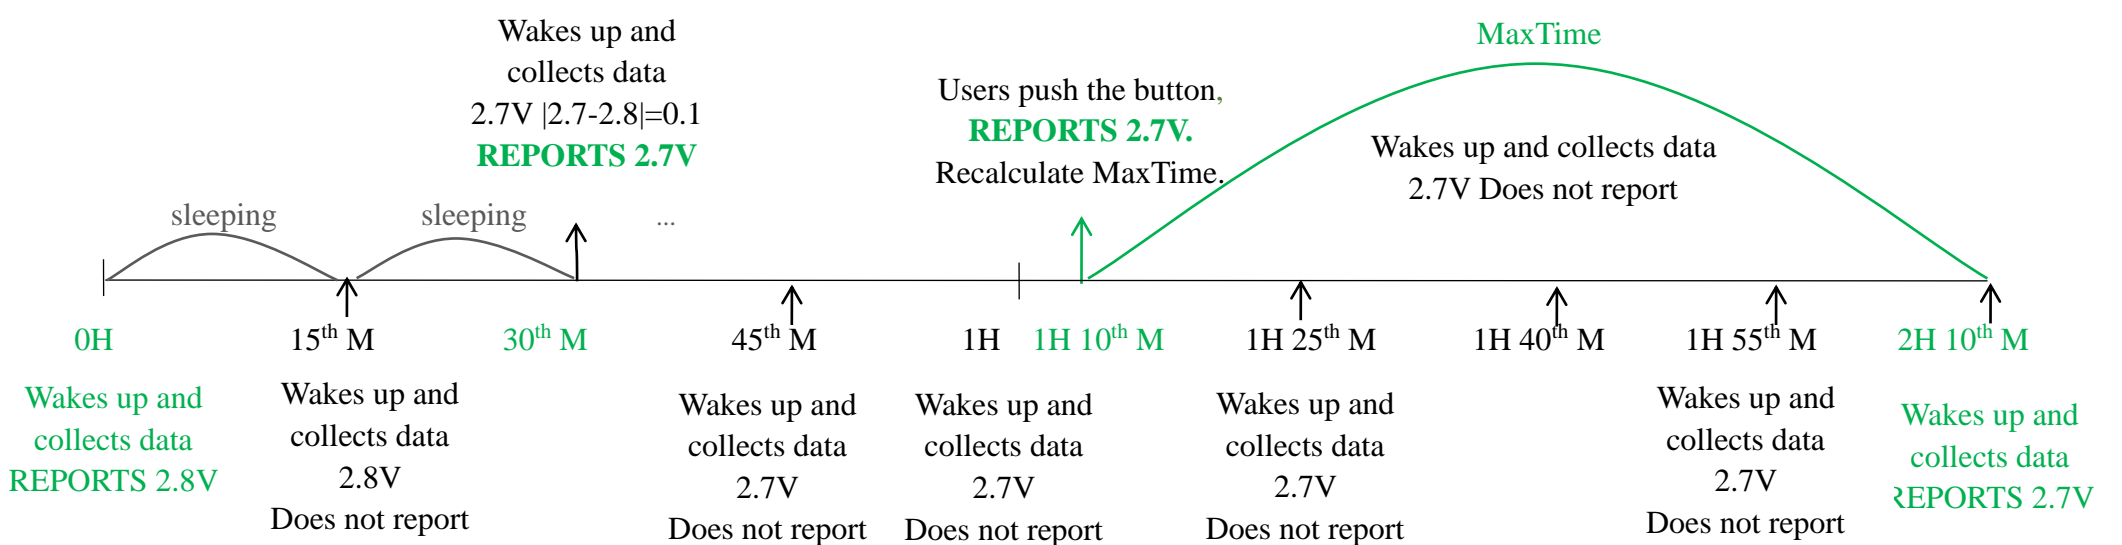 Wakes up and
collects data
2.7V |2.7-2.8|=0.1
REPORTS 2.7V
Users push the button,
REPORTS 2.7V.
Recalculate MaxTime.
MaxTime
Wakes up and collects data
2.7V Does not report
sleeping
sleeping
...
0H
15th M
30th M
45th M
1H
1H 10th M
1H 25th M
1H 40th M
1H 55th M
2H 10th M
Wakes up and
collects data
REPORTS 2.8V
Wakes up and
collects data
2.8V
Does not report
Wakes up and
collects data
2.7V
Does not report
Wakes up and
collects data
2.7V
Does not report
Wakes up and
collects data
2.7V
Does not report
Wakes up and
collects data
2.7V
Does not report
Wakes up and
collects data
REPORTS 2.7V